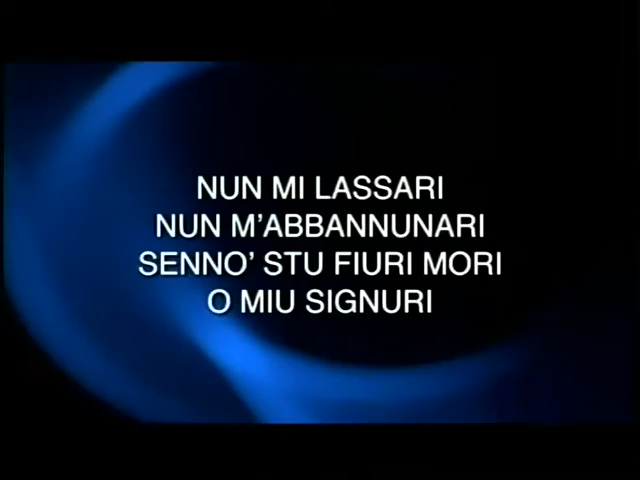 NUN MI LASSARI
NUN M'ABBANNUNARI
SENNO' STU FIURI MORI
O MIU SIGNURI